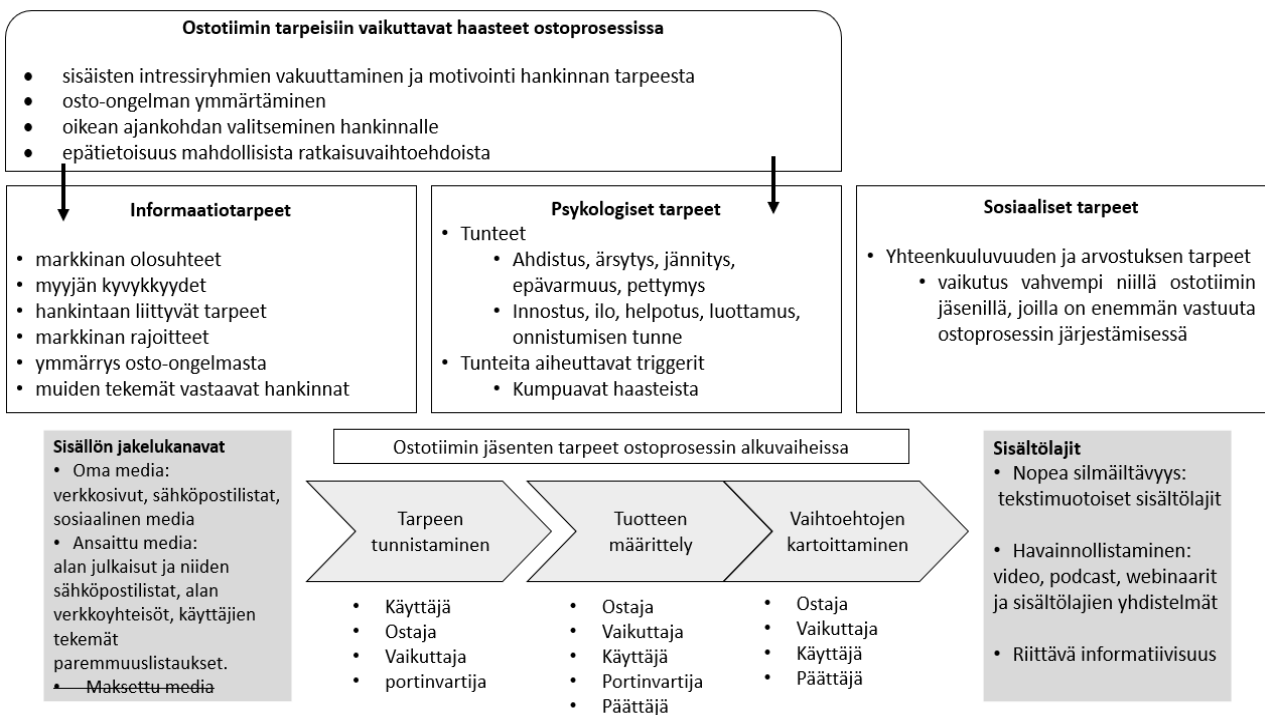 Ostotiimin tarpeisiin vaikuttavat haasteet ostoprosessissa
• sisäisten intressiryhmien vakuuttaminen ja motivointi hankinnan tarpeesta
• osto-ongelman ymmärtäminen
• oikean ajankohdan valitseminen hankinnalle
• epätietoisuus mahdollisista ratkaisuvaihtoehdoista
Informaatiotarpeet
• markkinan olosuhteet
• myyjän kyvykkyydet
• hankintaan liittyvät tarpeet
• markkinan rajoitteet
• ymmärrys osto-ongelmasta
• muiden tekemät vastaavat hankinnat
Psykologiset tarpeet
• Tunteet
• Ahdistus, ärsytys, jännitys,
epävarmuus, pettymys
• Innostus, ilo, helpotus, luottamus,
onnistumisen tunne
• Tunteita aiheuttavat triggerit
• Kumpuavat haasteista
Sosiaaliset tarpeet
• Yhteenkuuluvuuden ja arvostuksen tarpeet
• vaikutus vahvempi niillä ostotiimin
jäsenillä, joilla on enemmän vastuuta
ostoprosessin järjestämisessä
Sisällön jakelukanavat
• Oma media:
verkkosivut, sähköpostilistat,
sosiaalinen media
• Ansaittu media:
alan julkaisut ja niiden
sähköpostilistat, alan
verkkoyhteisöt, käyttäjien
tekemät
paremmuuslistaukset.
• Maksettu media
Ostotiimin jäsenten tarpeet ostoprosessin alkuvaiheissa
Tarpeen
tunnistaminen
• Käyttäjä
• Ostaja
• Vaikuttaja
• portinvartija
Tuotteen
määrittely
• Ostaja
• Vaikuttaja
• Käyttäjä
• Portinvartija
• Päättäjä
Vaihtoehtojen
kartoittaminen
• Ostaja
• Vaikuttaja
• Käyttäjä
• Päättäjä
Sisältölajit
• Nopea silmäiltävyys:
tekstimuotoiset sisältölajit
• Havainnollistaminen:
video, podcast, webinaarit
ja sisältölajien yhdistelmät
• Riittävä informatiivisuus